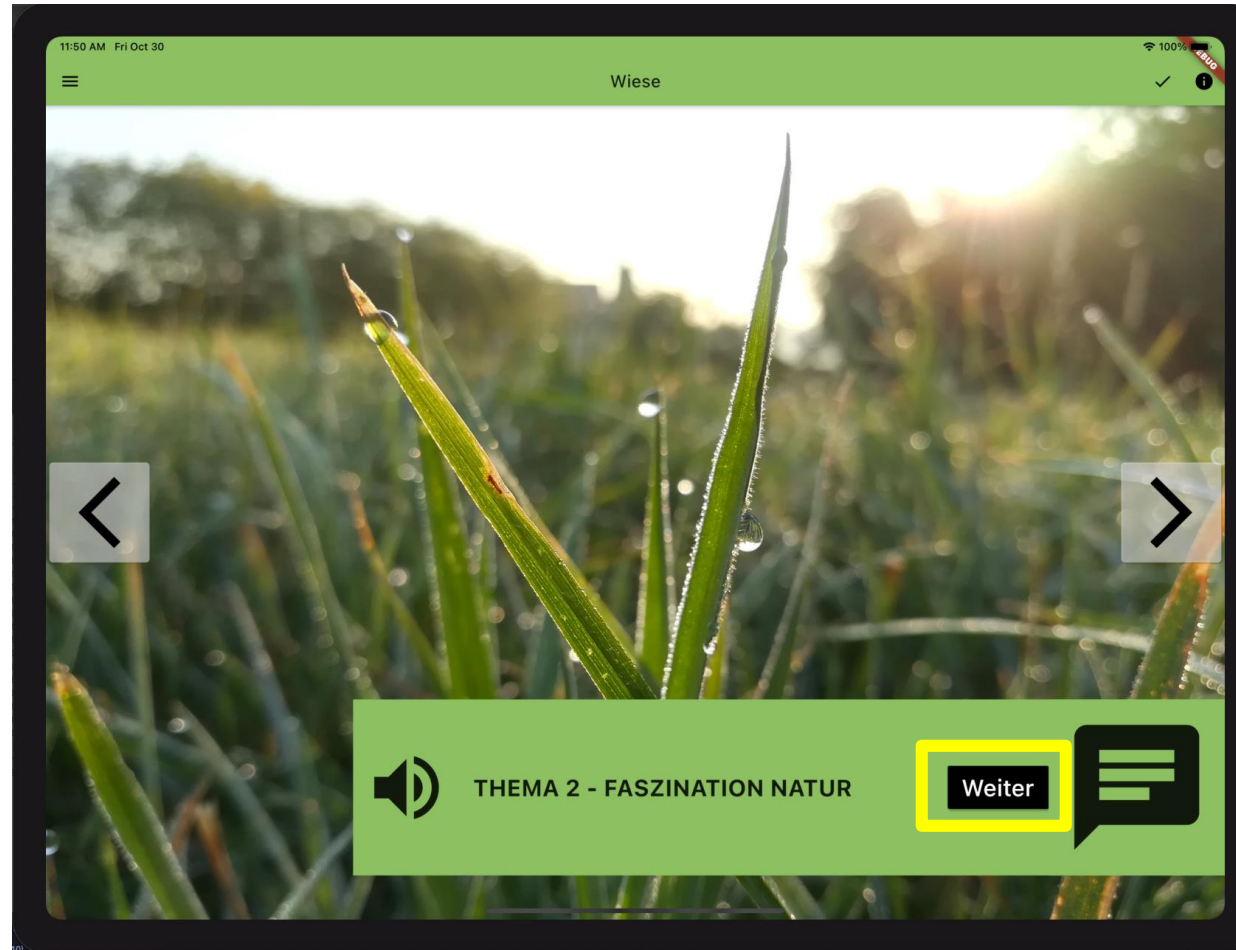 11:50 AM Fri Oct 30
100%
Wiese
THEMA 2 - FASZINATION NATUR
Weiter